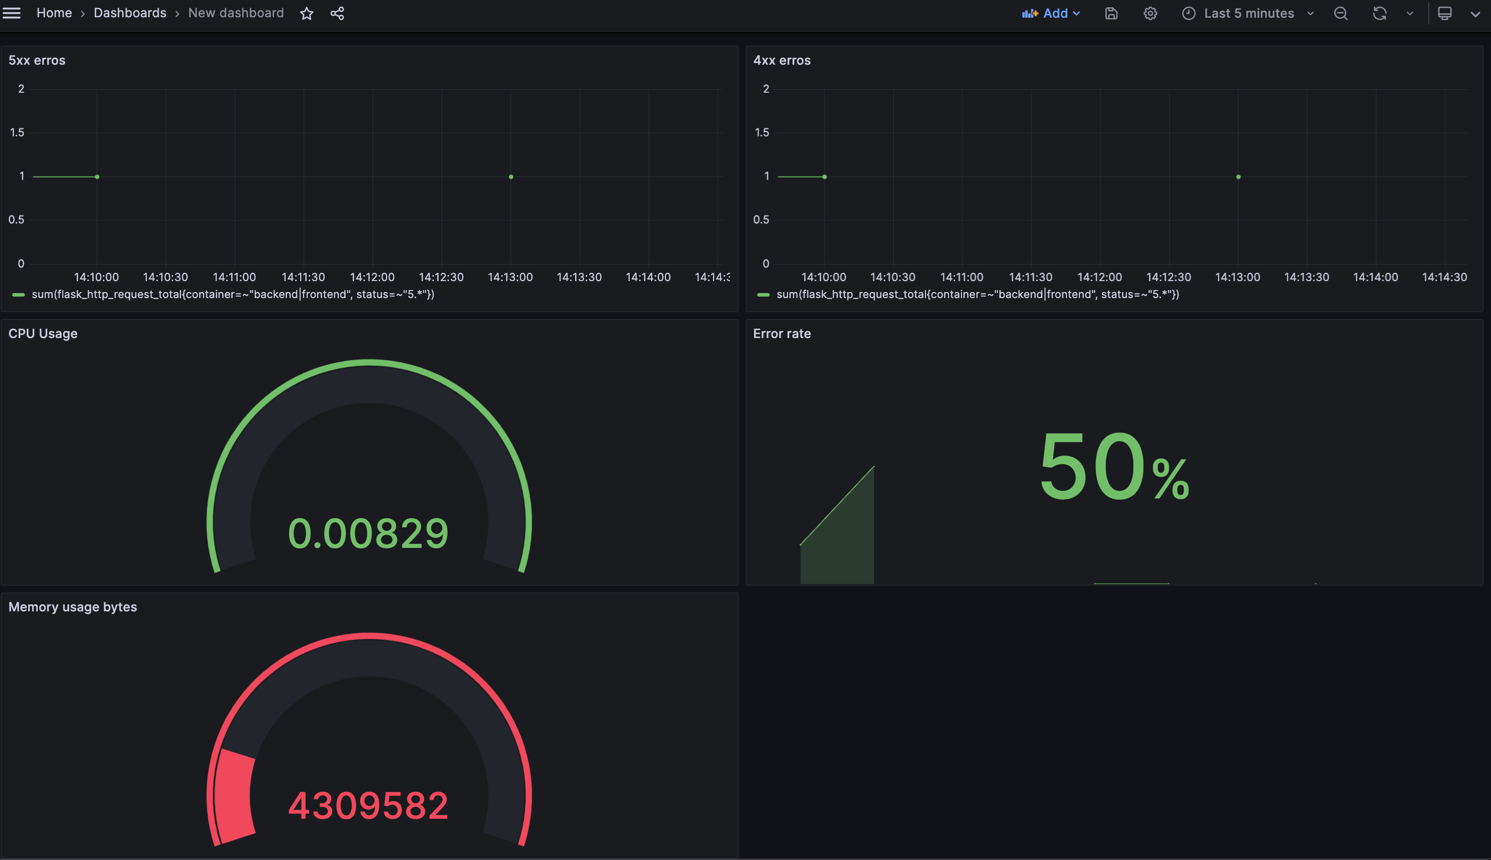 Home › Dashboards › New dashboard
Add
Last 5 minutes
5xx erros
2
1.5
1
0.5
0
14:10:00 14:10:30 14:11:00 14:11:30 14:12:00 14:12:30 14:13:00 14:13:30 14:14:00 14:14:3
sum(flask_http_request_total{container=~"backend|frontend", status=~"5.*"})
4xx erros
2
1.5
1
0.5
0
14:10:00 14:10:30 14:11:00 14:11:30 14:12:00 14:12:30 14:13:00 14:13:30 14:14:00 14:14:30
sum(flask_http_request_total{container=~"backend|frontend", status=~"5.*"})
CPU Usage
0.00829
Error rate
50%
Memory usage bytes
4309582